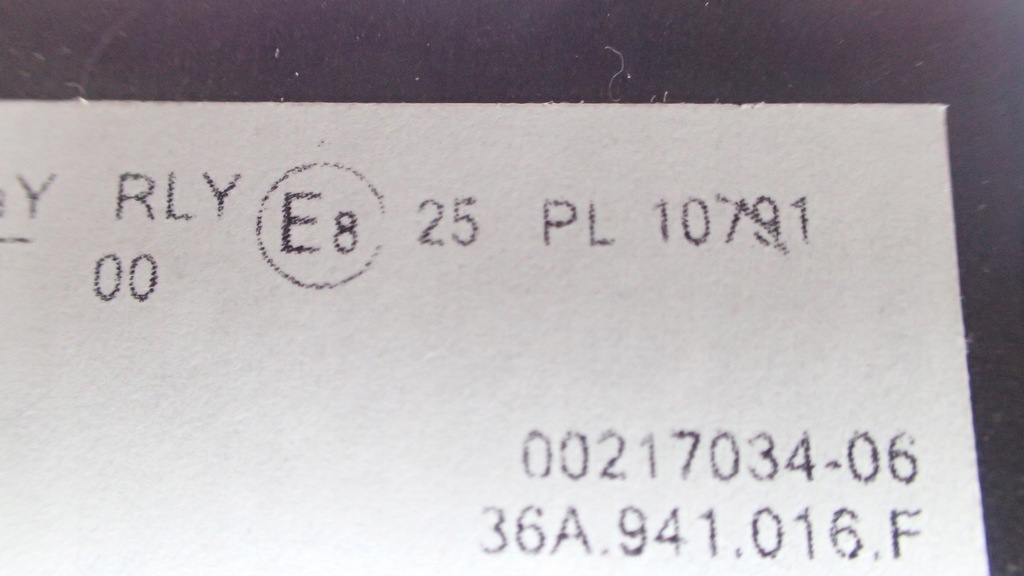 RLY E8 25 PL 10791
00
00217034-06
36A.941.016.F